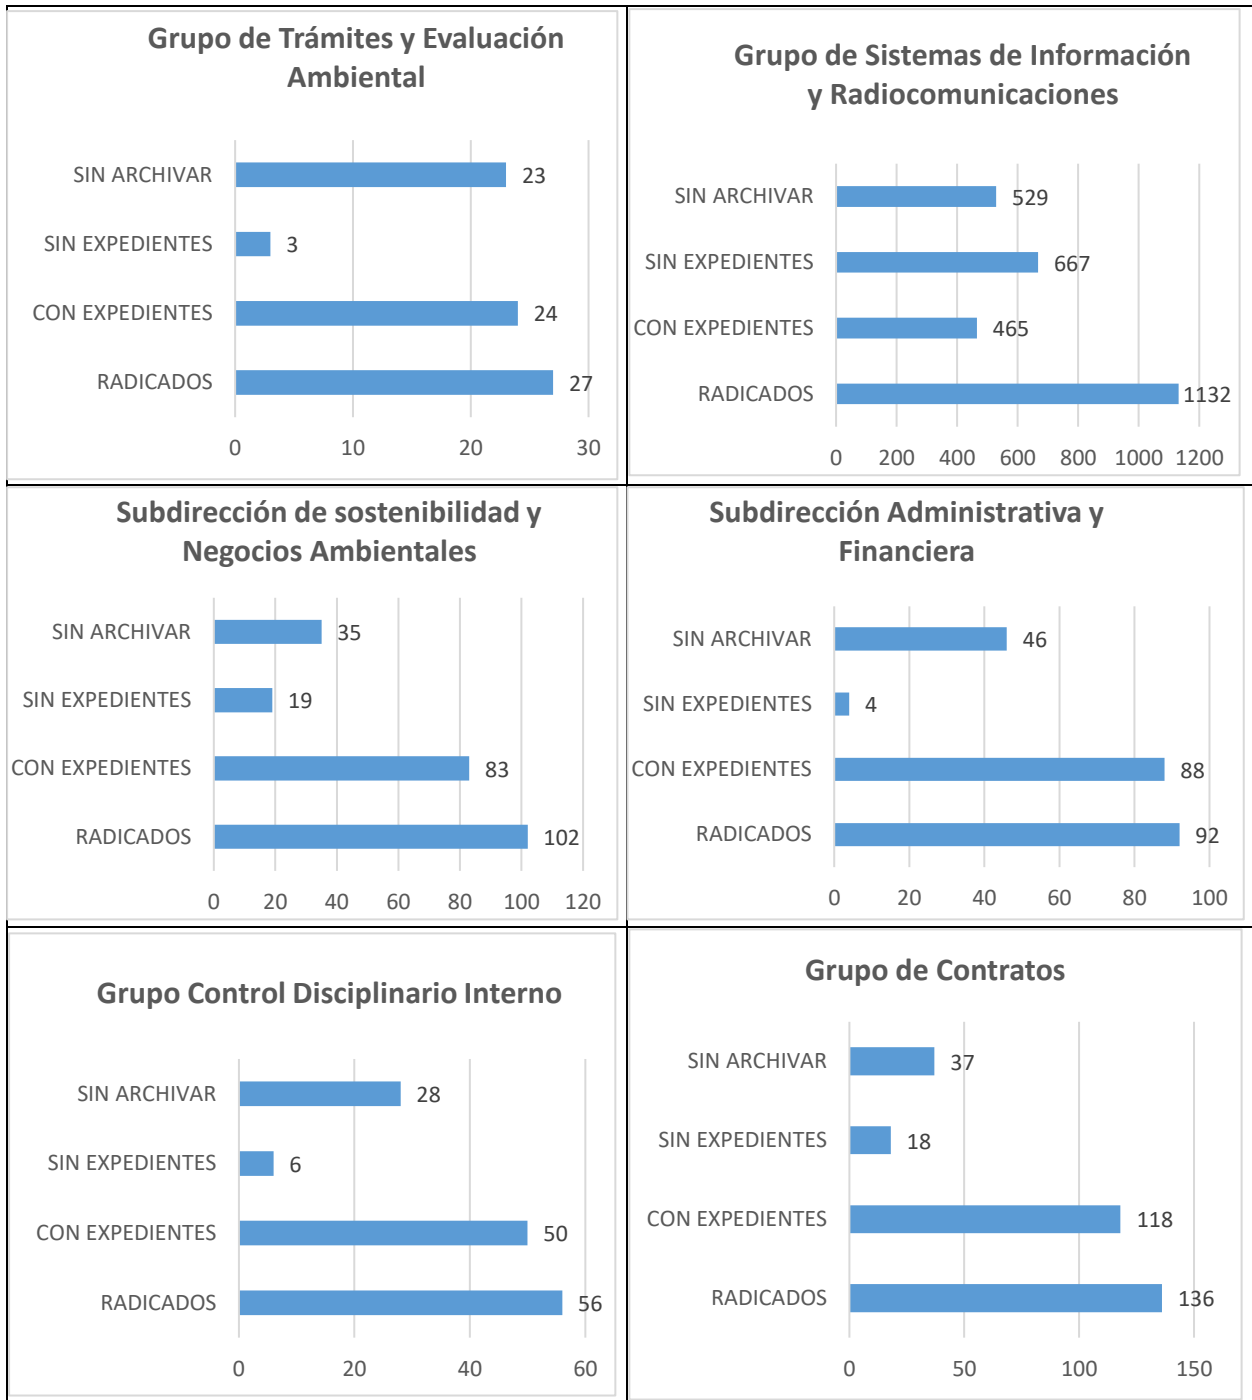 Grupo de Trámites y Evaluación
Ambiental
SIN ARCHIVAR
23
SIN EXPEDIENTES
3
CON EXPEDIENTES
24
RADICADOS
27
0 10 20 30
Grupo de Sistemas de Información
y Radiocomunicaciones
SIN ARCHIVAR
529
SIN EXPEDIENTES
667
CON EXPEDIENTES
465
RADICADOS
1132
0 200 400 600 800 1000 1200
Subdirección de sostenibilidad y
Negocios Ambientales
SIN ARCHIVAR
35
SIN EXPEDIENTES
19
CON EXPEDIENTES
83
RADICADOS
102
0 20 40 60 80 100 120
Subdirección Administrativa y
Financiera
SIN ARCHIVAR
46
SIN EXPEDIENTES
4
CON EXPEDIENTES
88
RADICADOS
92
0 20 40 60 80 100
Grupo Control Disciplinario Interno
SIN ARCHIVAR
28
SIN EXPEDIENTES
6
CON EXPEDIENTES
50
RADICADOS
56
0 20 40 60
Grupo de Contratos
SIN ARCHIVAR
37
SIN EXPEDIENTES
18
CON EXPEDIENTES
118
RADICADOS
136
0 50 100 150